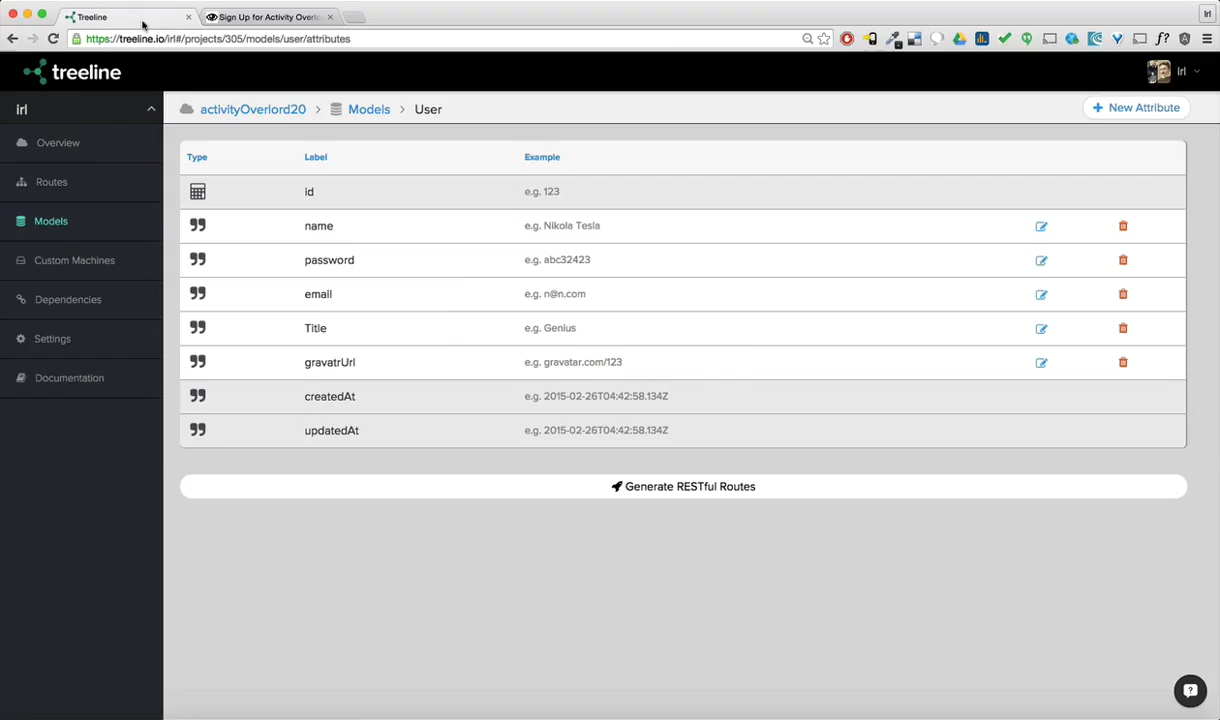 Treeline
Sign Up for Activity Overlo
https://treeline.io/irl#/projects/305/models/user/attributes
treeline
irl
irl
activityOverlord20 > Models > User
+ New Attribute
Overview
Routes
Models
Custom Machines
Dependencies
Settings
Documentation
Type Label Example
id e.g. 123
name e.g. Nikola Tesla
password e.g. abc32423
email e.g. n@n.com
Title e.g. Genius
gravatrUrl e.g. gravatar.com/123
createdAt e.g. 2015-02-26T04:42:58.134Z
updatedAt e.g. 2015-02-26T04:42:58.134Z
Generate RESTful Routes